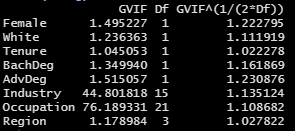 GVIF Df GVIF^(1/(2*Df))
Female 1.495227 1 1.222795
White 1.236363 1 1.111919
Tenure 1.045053 1 1.022278
BachDeg 1.349940 1 1.161869
AdvDeg 1.515057 1 1.230876
Industry 44.801818 15 1.135124
Occupation 76.189331 21 1.108682
Region 1.178984 3 1.027822